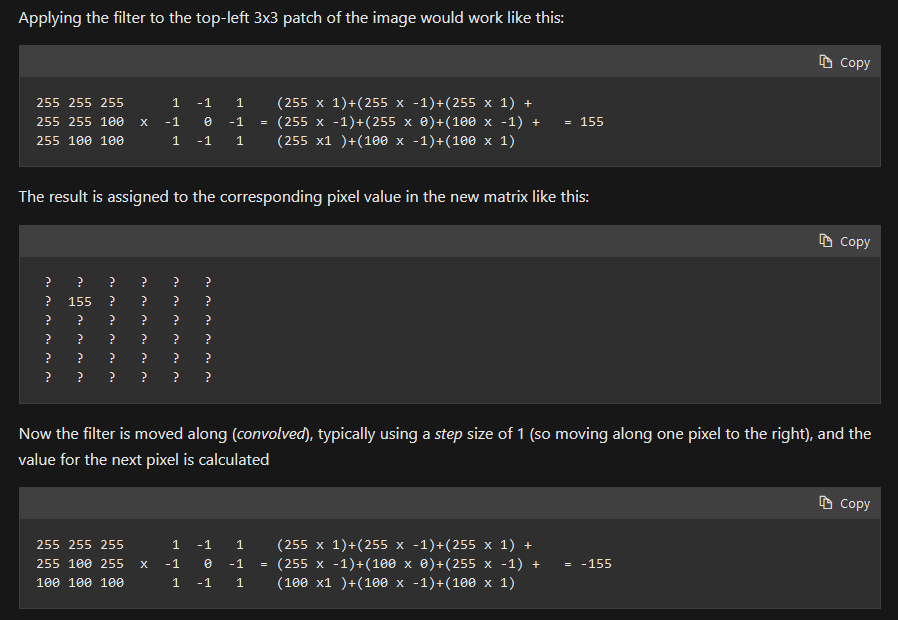 Applying the filter to the top-left 3x3 patch of the image would work like this:
Copy
255 255 255      1  -1   1    (255 x 1)+(255 x -1)+(255 x 1) +
255 255 100  x  -1   0  -1  = (255 x -1)+(255 x 0)+(100 x -1) +   = 155
255 100 100      1  -1   1    (255 x1 )+(100 x -1)+(100 x 1)
The result is assigned to the corresponding pixel value in the new matrix like this:
Copy
?   ?   ?   ?   ?   ?
?  155  ?   ?   ?   ?
?   ?   ?   ?   ?   ?
?   ?   ?   ?   ?   ?
?   ?   ?   ?   ?   ?
?   ?   ?   ?   ?   ?
Now the filter is moved along (convolved), typically using a step size of 1 (so moving along one pixel to the right), and the
value for the next pixel is calculated
Copy
255 255 255      1  -1   1    (255 x 1)+(255 x -1)+(255 x 1) +
255 100 255  x  -1   0  -1  = (255 x -1)+(100 x 0)+(255 x -1) +   = -155
100 100 100      1  -1   1    (100 x1 )+(100 x -1)+(100 x 1)